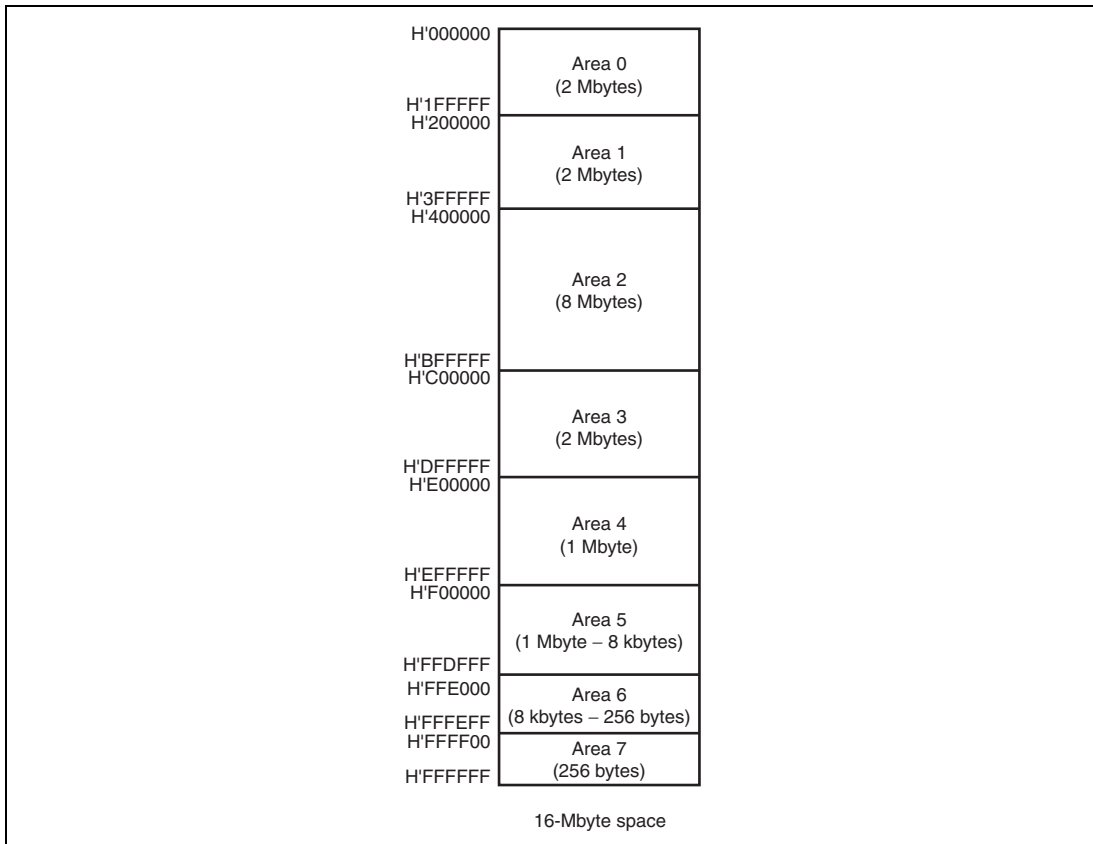 H'000000
Area 0
(2 Mbytes)
H'1FFFFF
H'200000
Area 1
(2 Mbytes)
H'3FFFFF
H'400000
Area 2
(8 Mbytes)
H'BFFFFF
H'C00000
Area 3
(2 Mbytes)
H'DFFFFF
H'E00000
Area 4
(1 Mbyte)
H'EFFFFF
H'F00000
Area 5
(1 Mbyte – 8 kbytes)
H'FFDFFF
H'FFE000
Area 6
(8 kbytes – 256 bytes)
H'FFFEFF
H'FFFF00
Area 7
(256 bytes)
H'FFFFFF
16-Mbyte space